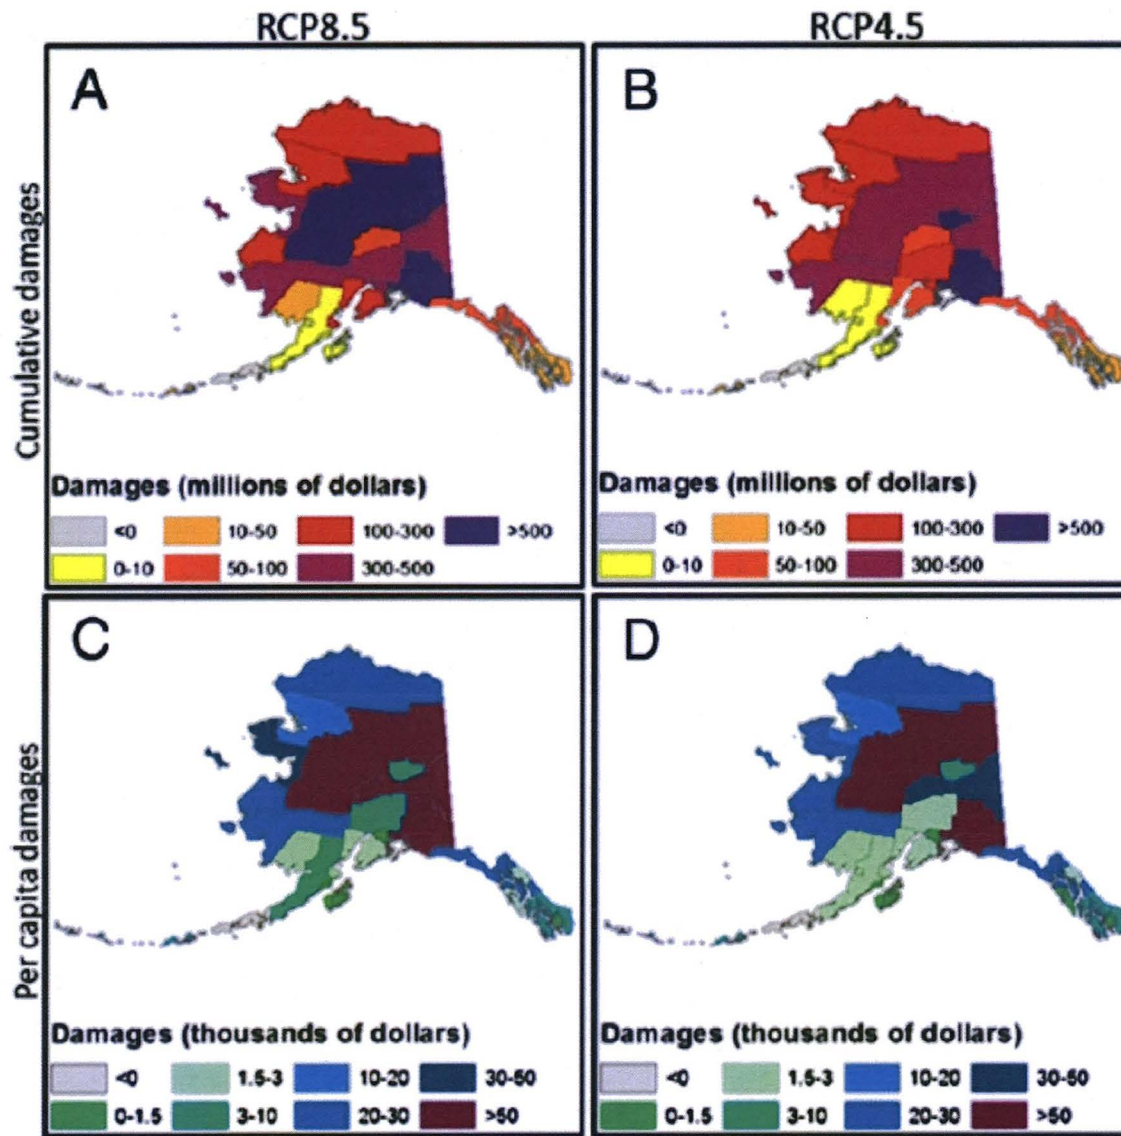 RCP8.5
RCP4.5
Cumulative damages
A
Damages (millions of dollars)
<0 10-50 100-300 >500
0-10 50-100 300-500
B
Damages (millions of dollars)
<0 10-50 100-300 >500
0-10 50-100 300-500
Per capita damages
C
Damages (thousands of dollars)
<0 1.5-3 10-20 30-50
0-1.5 3-10 20-30 >50
D
Damages (thousands of dollars)
<0 1.5-3 10-20 30-50
0-1.5 3-10 20-30 >50